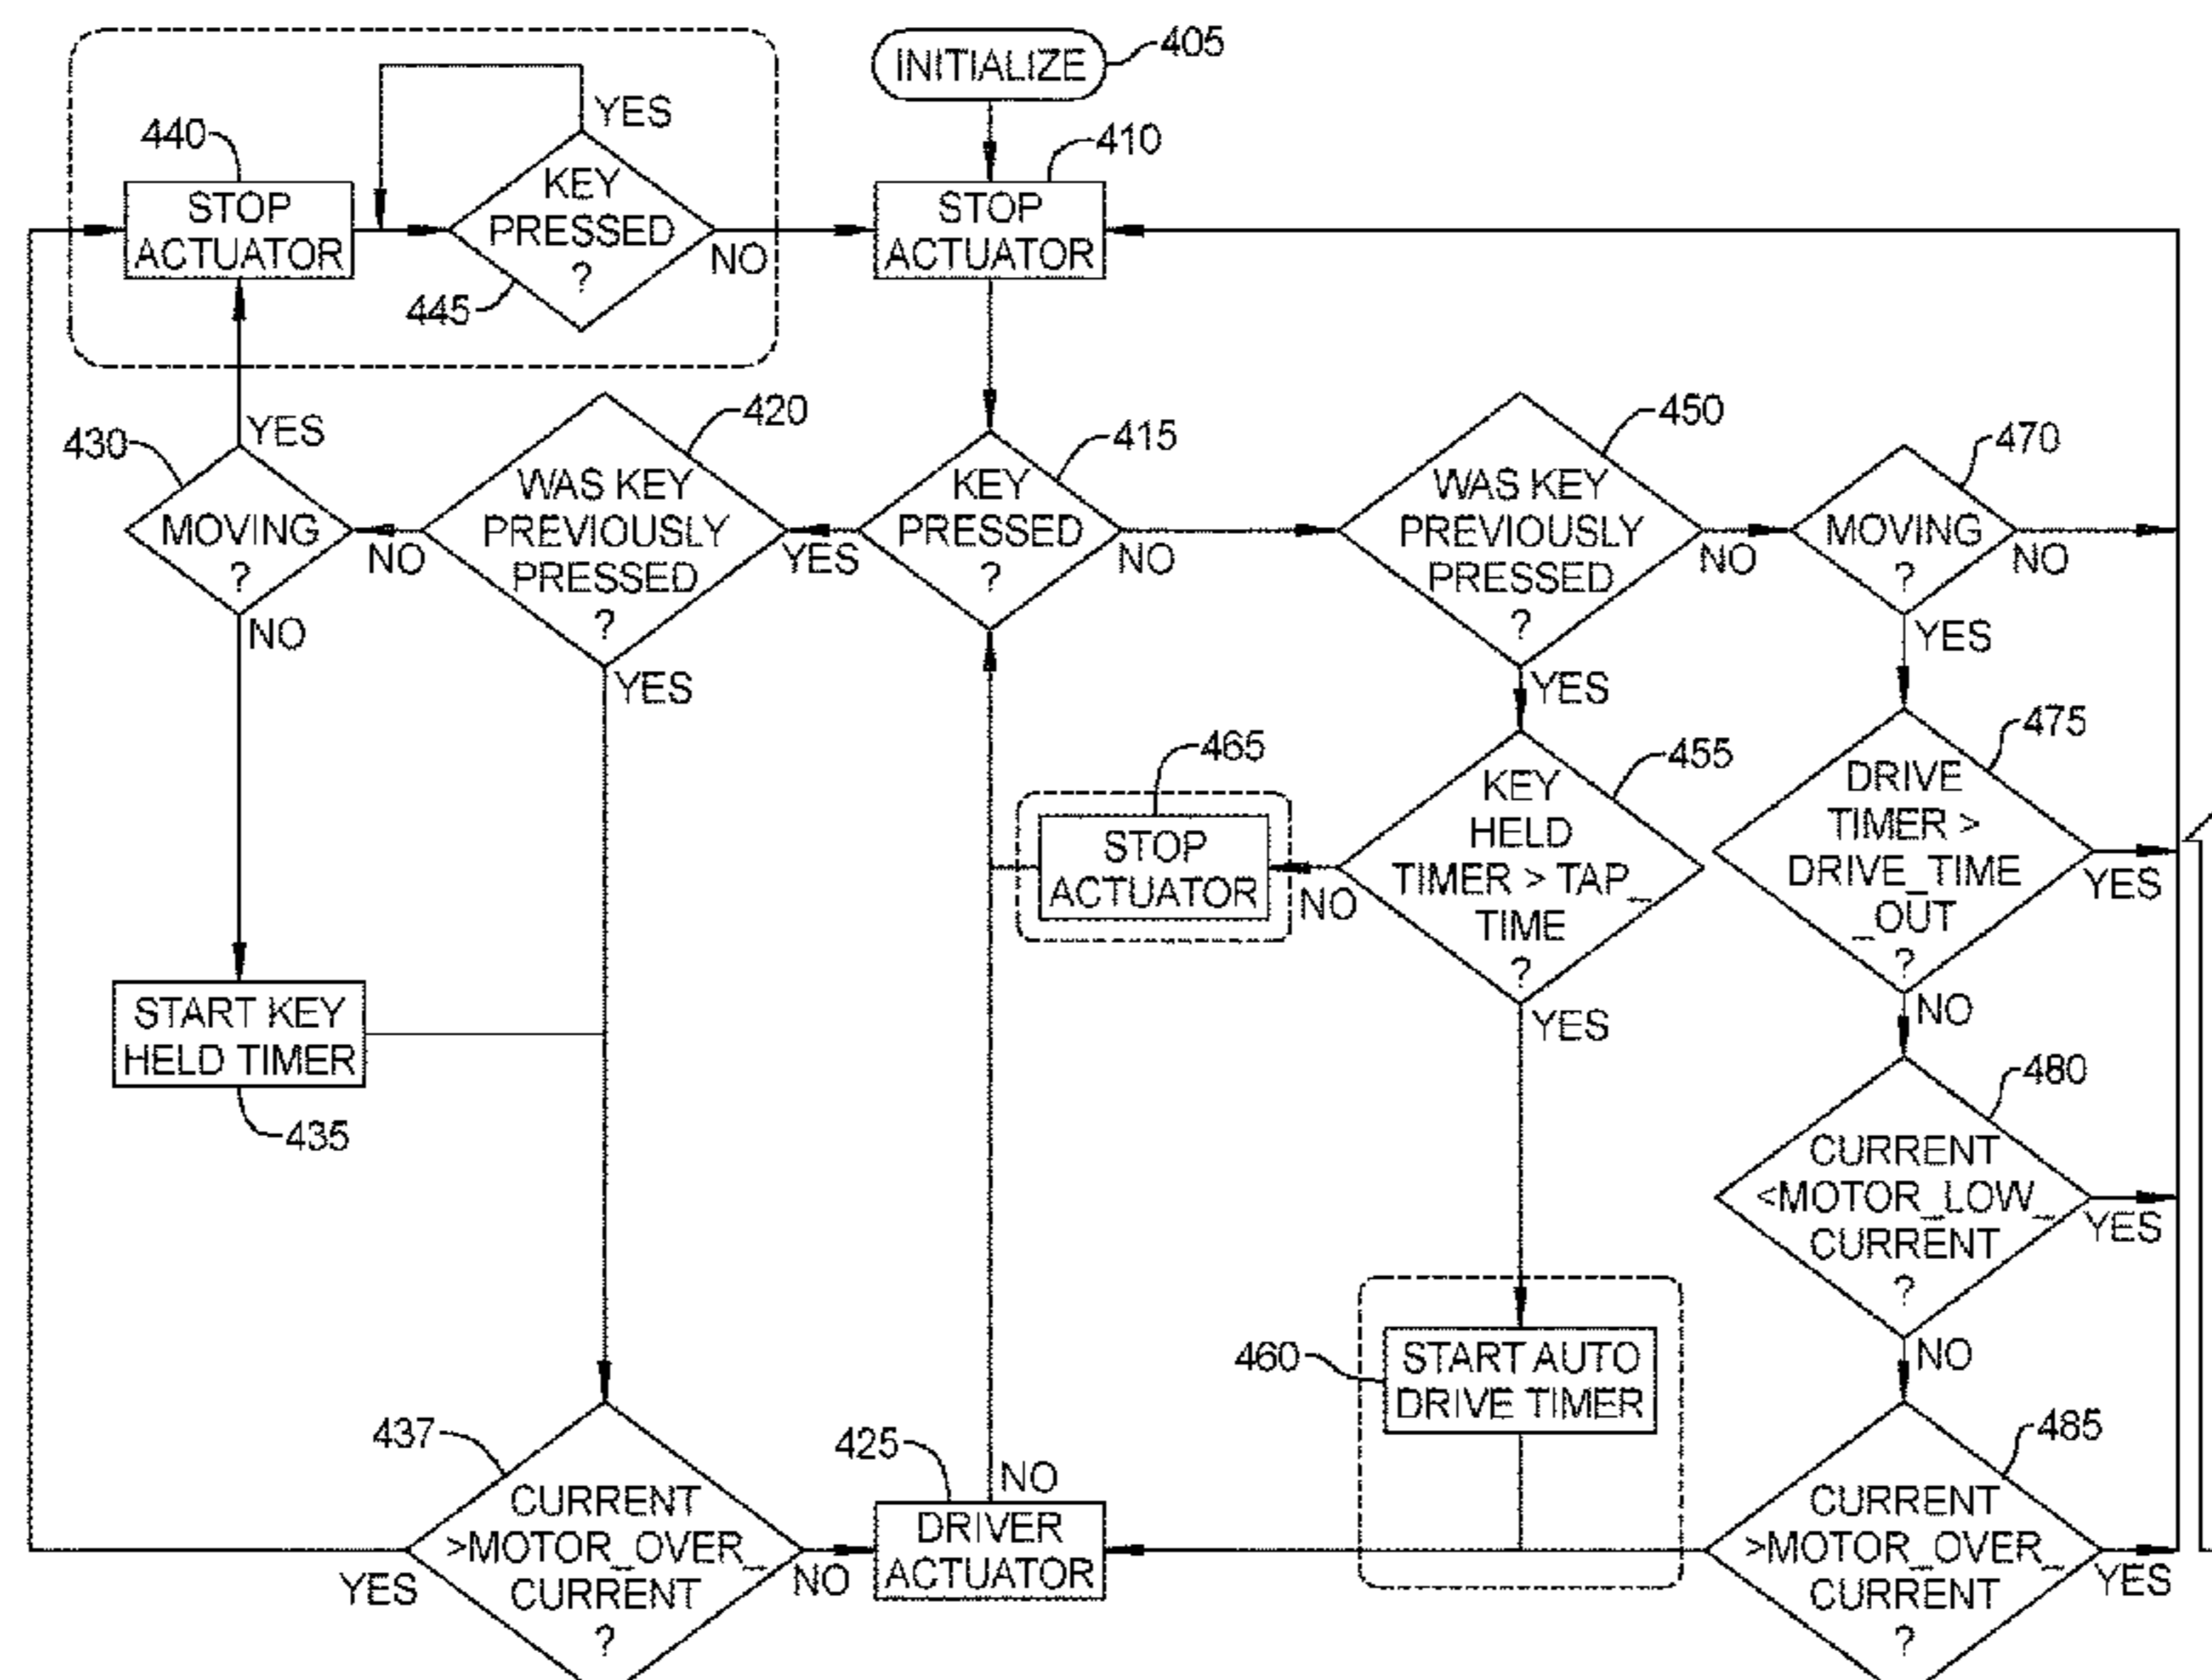 INITIALIZE
405
YES
440
STOP
ACTUATOR
KEY
PRESSED
?
445
NO
410
STOP
ACTUATOR
430
YES
MOVING
?
NO
NO
420
WAS KEY
PREVIOUSLY
PRESSED
?
YES
YES
415
KEY
PRESSED
?
NO
450
WAS KEY
PREVIOUSLY
PRESSED
?
YES
NO
470
MOVING
?
NO
YES
465
STOP
ACTUATOR
NO
455
KEY
HELD
TIMER > TAP_
TIME
?
YES
475
DRIVE
TIMER >
DRIVE_TIME
_OUT
?
YES
NO
START KEY
HELD TIMER
435
480
CURRENT
<MOTOR_LOW_
CURRENT
?
YES
NO
460
START AUTO
DRIVE TIMER
437
CURRENT
>MOTOR_OVER_
CURRENT
?
YES
NO
425
NO
DRIVER
ACTUATOR
485
CURRENT
>MOTOR_OVER_
CURRENT
?
YES